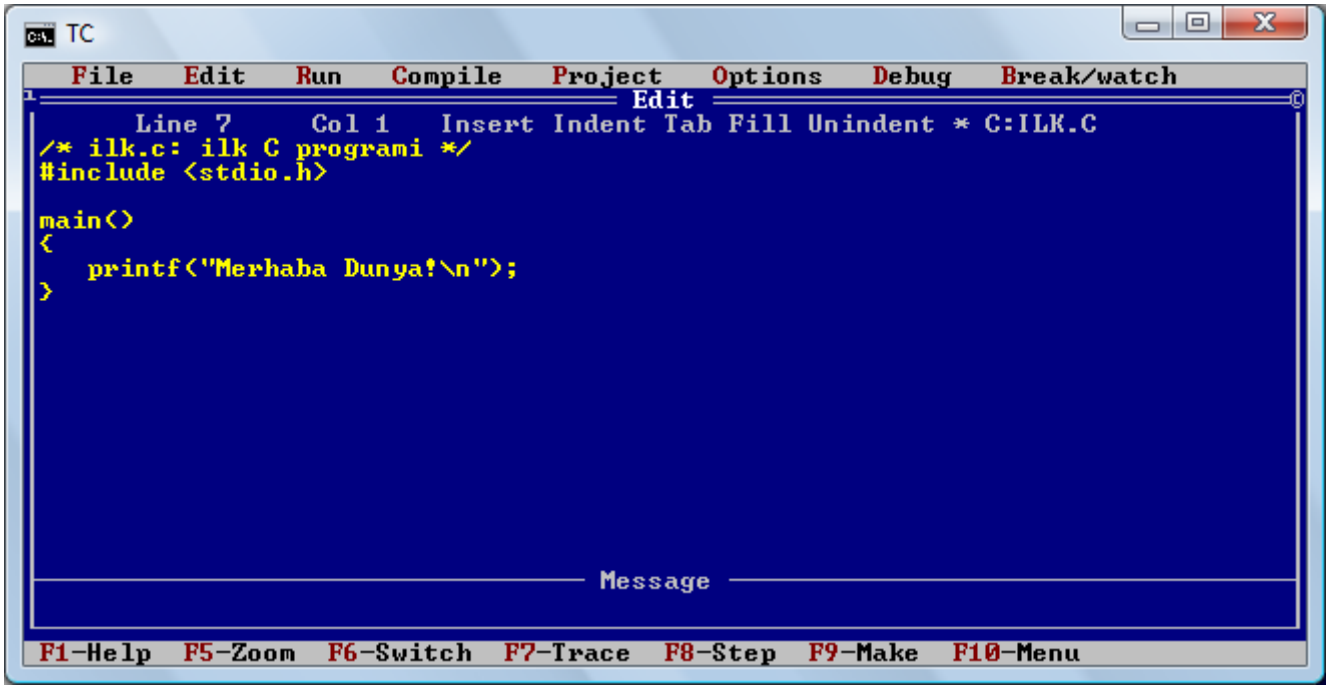 TC
File Edit Run Compile Project Options Debug Break/watch
Edit
Line 7 Col 1 Insert Indent Tab Fill Unindent * C:ILK.C
/* ilk.c: ilk C programi */
#include <stdio.h>
main()
{
printf("Merhaba Dunya!\n");
}
Message
F1-Help F5-Zoom F6-Switch F7-Trace F8-Step F9-Make F10-Menu